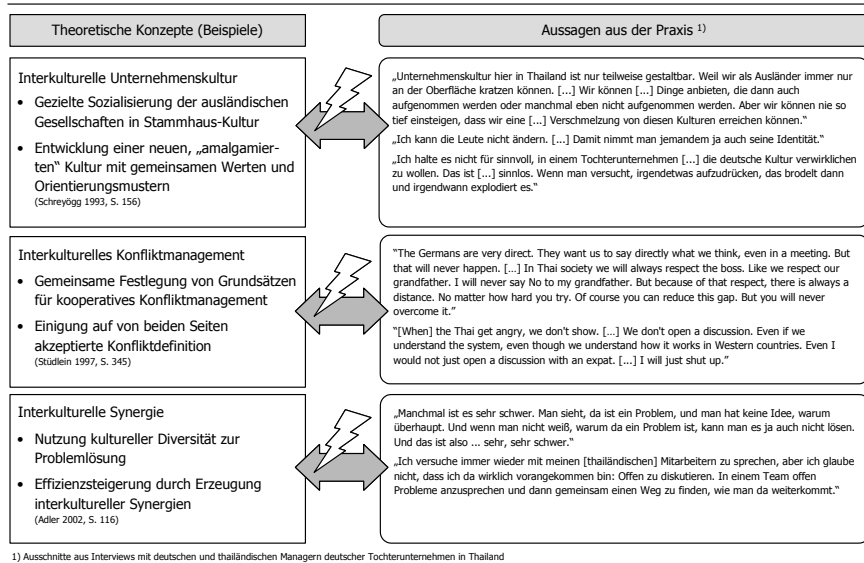 Theoretische Konzepte (Beispiele)
Aussagen aus der Praxis 1)
Interkulturelle Unternehmenskultur
• Gezielte Sozialisierung der ausländischen
Gesellschaften in Stammhaus-Kultur
• Entwicklung einer neuen, „amalgamier-
ten“ Kultur mit gemeinsamen Werten und
Orientierungsmustern
(Schreyögg 1993, S. 156)
„Unternehmenskultur hier in Thailand ist nur teilweise gestaltbar. Weil wir als Ausländer immer nur
an der Oberfläche kratzen können. [...] Wir können [...] Dinge anbieten, die dann auch
aufgenommen werden oder manchmal eben nicht aufgenommen werden. Aber wir können nie so
tief einsteigen, dass wir eine [...] Verschmelzung von diesen Kulturen erreichen können.“
„Ich kann die Leute nicht ändern. [...] Damit nimmt man jemandem ja auch seine Identität.“
„Ich halte es nicht für sinnvoll, in einem Tochterunternehmen [...] die deutsche Kultur verwirklichen
zu wollen. Das ist [...] sinnlos. Wenn man versucht, irgendetwas aufzudrücken, das brodelt dann
und irgendwann explodiert es.“
Interkulturelles Konfliktmanagement
• Gemeinsame Festlegung von Grundsätzen
für kooperatives Konfliktmanagement
• Einigung auf von beiden Seiten
akzeptierte Konfliktdefinition
(Stüdlein 1997, S. 345)
“The Germans are very direct. They want us to say directly what we think, even in a meeting. But
that will never happen. […] In Thai society we will always respect the boss. Like we respect our
grandfather. I will never say No to my grandfather. But because of that respect, there is always a
distance. No matter how hard you try. Of course you can reduce this gap. But you will never
overcome it.”
“[When] the Thai get angry, we don't show. […] We don't open a discussion. Even if we
understand the system, even though we understand how it works in Western countries. Even I
would not just open a discussion with an expat. [...] I will just shut up.”
Interkulturelle Synergie
• Nutzung kultureller Diversität zur
Problemlösung
• Effizienzsteigerung durch Erzeugung
interkultureller Synergien
(Adler 2002, S. 116)
„Manchmal ist es sehr schwer. Man sieht, da ist ein Problem, und man hat keine Idee, warum
überhaupt. Und wenn man nicht weiß, warum da ein Problem ist, kann man es ja auch nicht lösen.
Und das ist also ... sehr, sehr schwer.“
„Ich versuche immer wieder mit meinen [thailändischen] Mitarbeitern zu sprechen, aber ich glaube
nicht, dass ich da wirklich vorangekommen bin: Offen zu diskutieren. In einem Team offen
Probleme anzusprechen und dann gemeinsam einen Weg zu finden, wie man da weiterkommt.“
1) Ausschnitte aus Interviews mit deutschen und thailändischen Managern deutscher Tochterunternehmen in Thailand